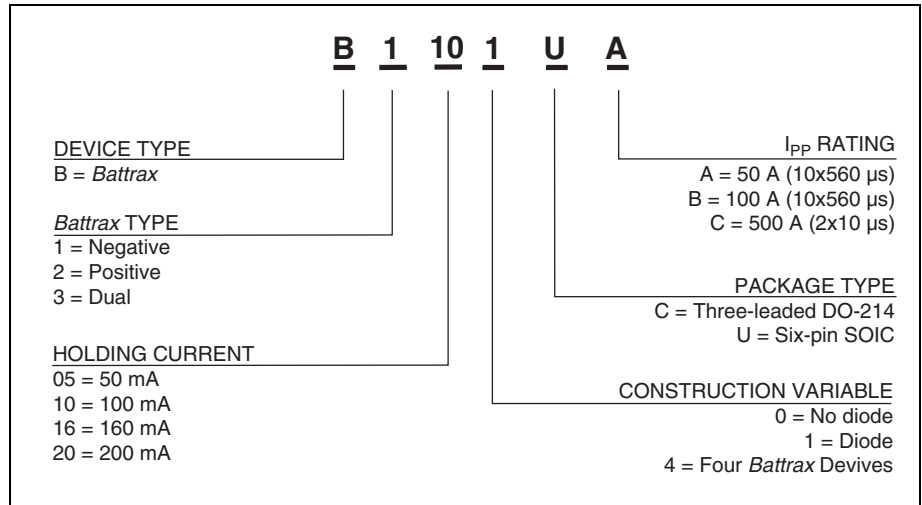 B 1 10 1 U A
DEVICE TYPE
B = Battrax
Battrax TYPE
1 = Negative
2 = Positive
3 = Dual
HOLDING CURRENT
05 = 50 mA
10 = 100 mA
16 = 160 mA
20 = 200 mA
IPP RATING
A = 50 A (10x560 µs)
B = 100 A (10x560 µs)
C = 500 A (2x10 µs)
PACKAGE TYPE
C = Three-leaded DO-214
U = Six-pin SOIC
CONSTRUCTION VARIABLE
0 = No diode
1 = Diode
4 = Four Battrax Devives